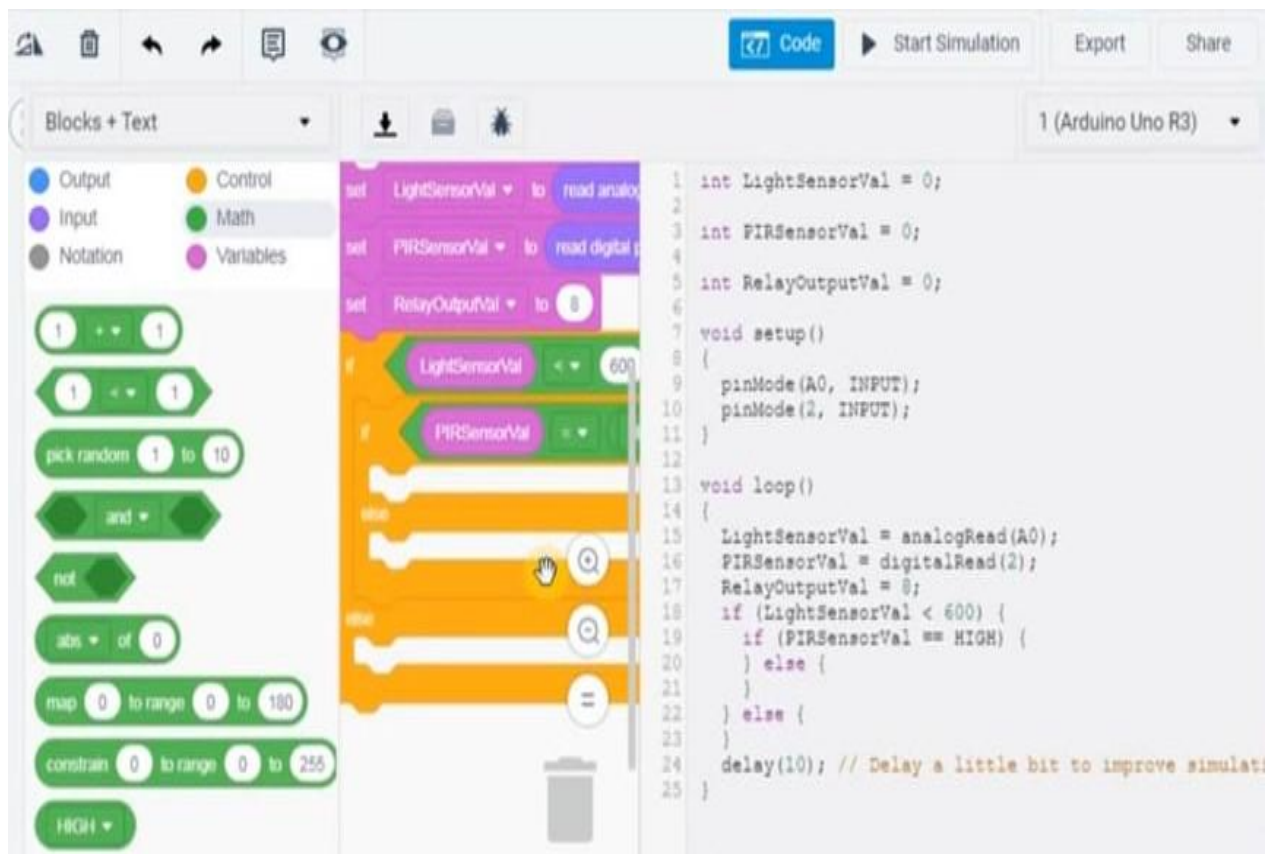 Code
Start Simulation
Export
Share
Blocks + Text
1 (Arduino Uno R3)
Output
Control
Input
Math
Notation
Variables
1 + 1
1 < 1
pick random 1 to 10
and
not
abs of 0
map 0 to range 0 to 180
constrain 0 to range 0 to 255
HIGH
set LightSensorVal to read analog
set PIRSensorVal to read digital p
set RelayOutputVal to 8
if LightSensorVal < 600
if PIRSensorVal =
else
else
1 int LightSensorVal = 0;
2
3 int PIRSensorVal = 0;
4
5 int RelayOutputVal = 0;
6
7 void setup()
8 {
9 pinMode(A0, INPUT);
10 pinMode(2, INPUT);
11 }
12
13 void loop()
14 {
15 LightSensorVal = analogRead(A0);
16 PIRSensorVal = digitalRead(2);
17 RelayOutputVal = 8;
18 if (LightSensorVal < 600) {
19 if (PIRSensorVal == HIGH) {
20 } else {
21 }
22 } else {
23 }
24 delay(10); // Delay a little bit to improve simulati
25 }